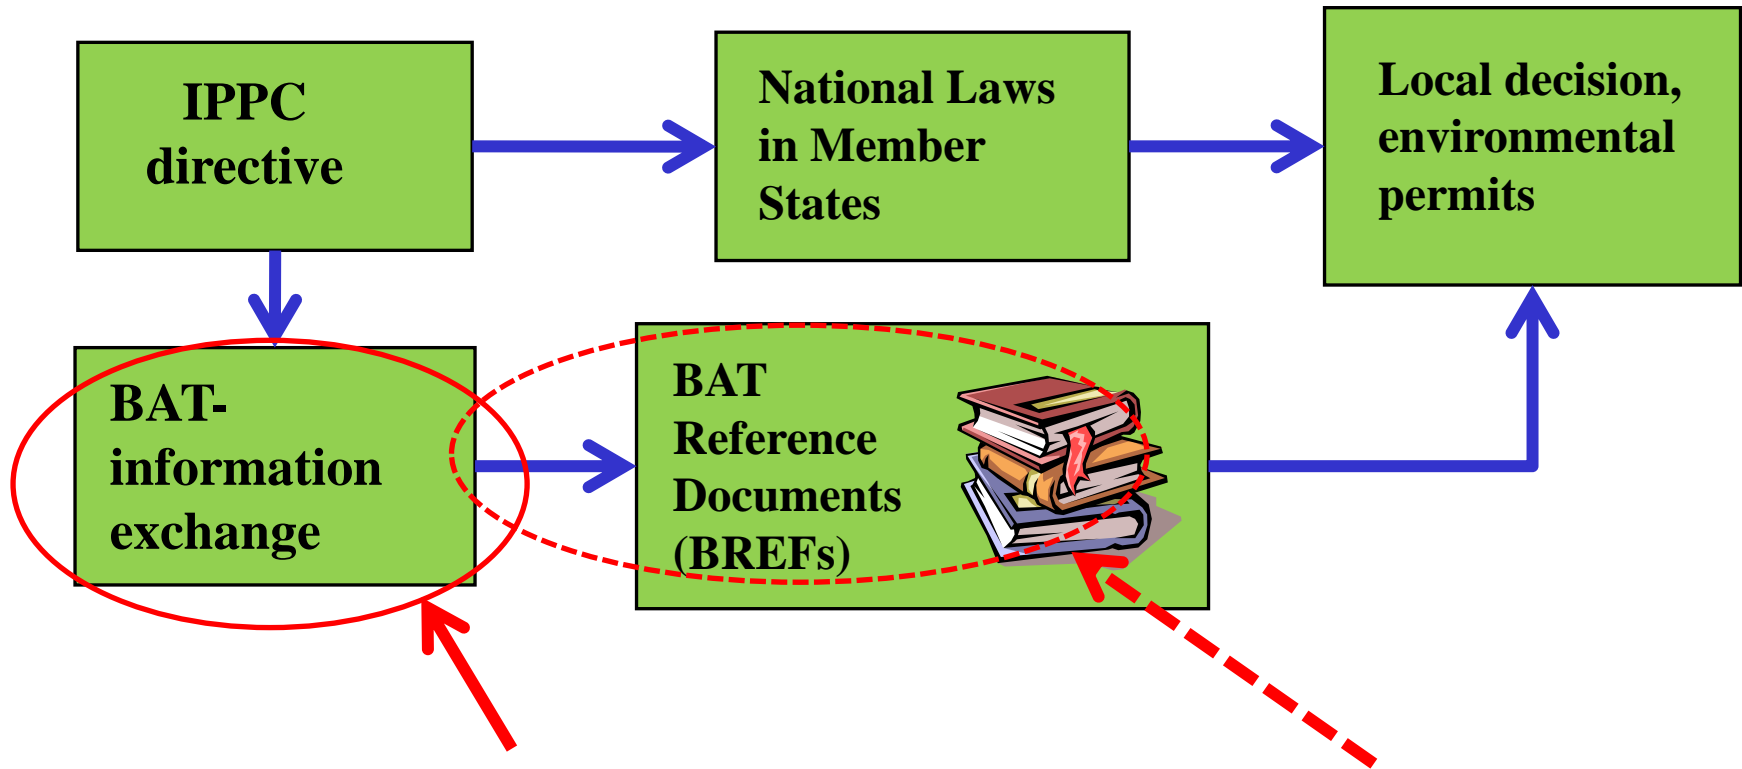 IPPC
directive
National Laws
in Member
States
Local decision,
environmental
permits
BAT-
information
exchange
BAT
Reference
Documents
(BREFs)